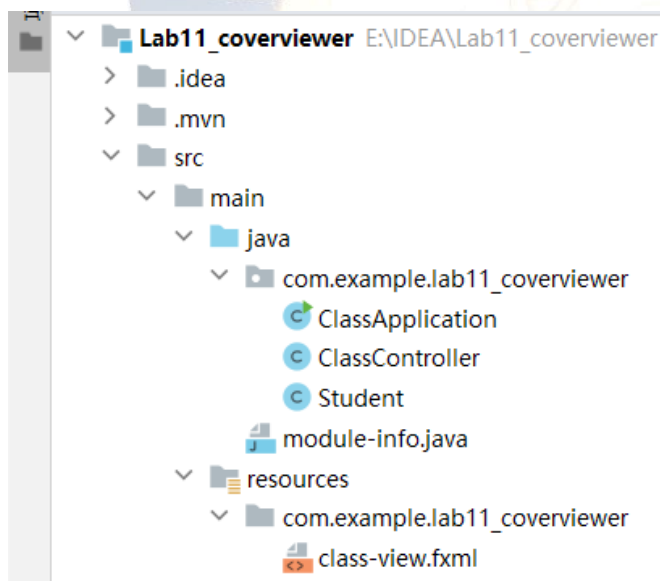 Lab11_coverviewer E:\IDEA\Lab11_coverviewer
.idea
.mvn
src
main
java
com.example.lab11_coverviewer
ClassApplication
ClassController
Student
module-info.java
resources
com.example.lab11_coverviewer
class-view.fxml